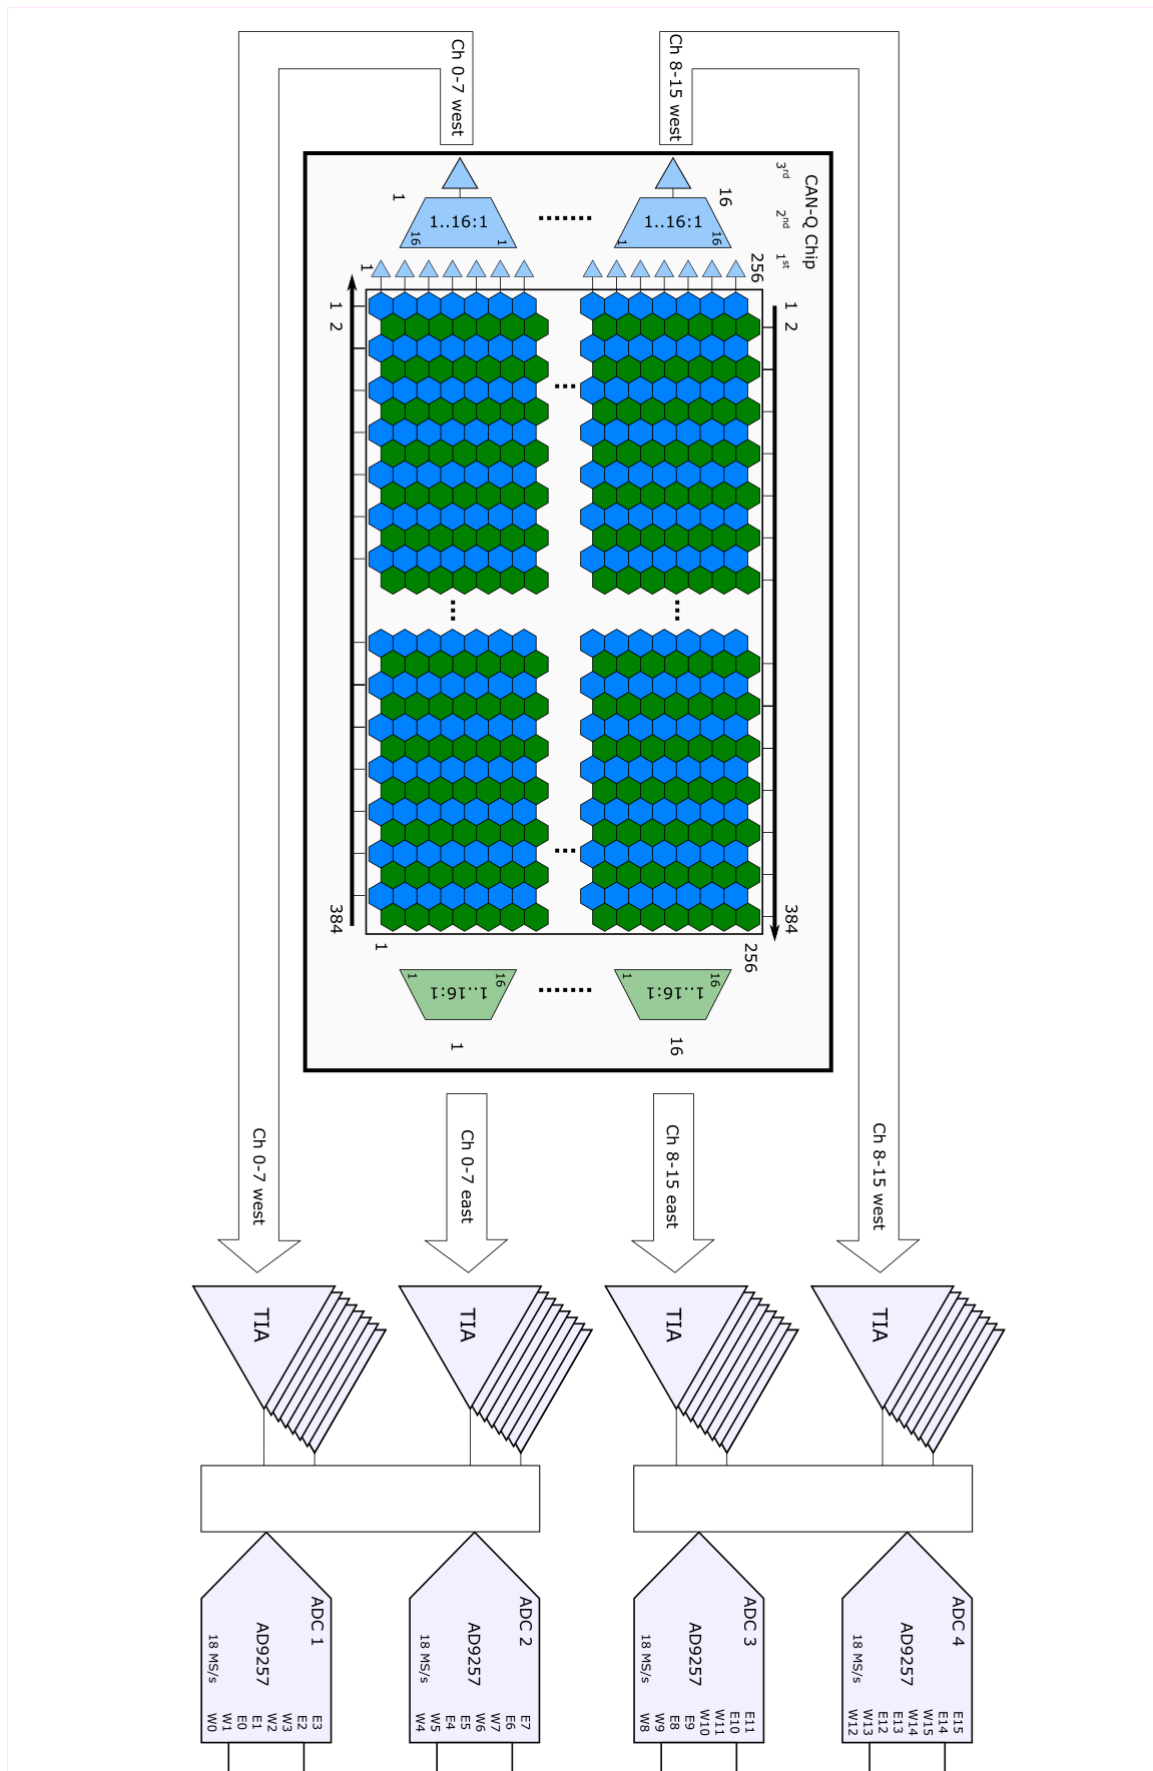 Ch 0-7 west
Ch 8-15 west
CAN-Q Chip
3rd
2nd
1st
1
1..16:1
16
1
16
1..16:1
1
16
1
256
1
2
1
2
384
384
1
256
1..16:1
1
16
1..16:1
1
16
1
16
Ch 0-7 west
Ch 0-7 east
Ch 8-15 east
Ch 8-15 west
TIA
TIA
TIA
TIA
ADC 1
AD9257
18 MS/s
E3
E2
W3
W2
E1
E0
W1
W0
ADC 2
AD9257
18 MS/s
E7
E6
W7
W6
E5
E4
W5
W4
ADC 3
AD9257
18 MS/s
E11
E10
W11
W10
E9
E8
W9
W8
ADC 4
AD9257
18 MS/s
E15
E14
W15
W14
E13
E12
W13
W12